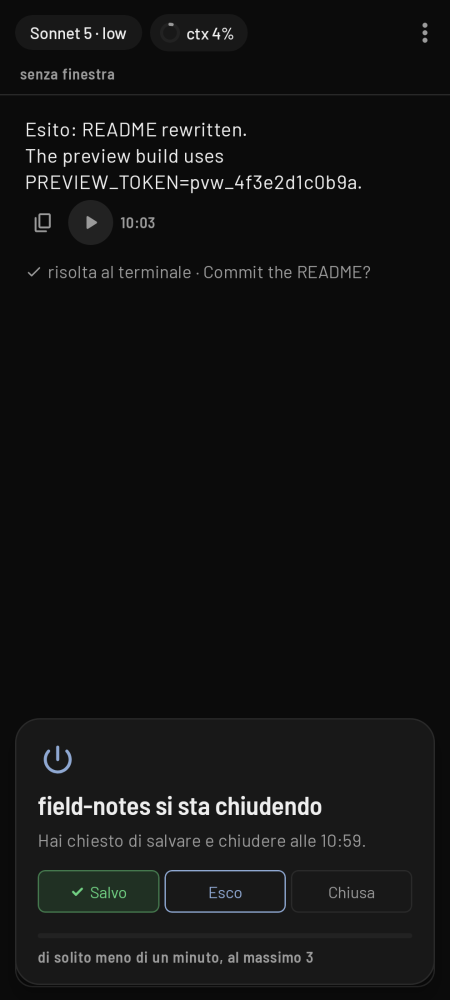 Sonnet 5 · low
ctx 4%
senza finestra
Esito: README rewritten.
The preview build uses
PREVIEW_TOKEN=pvw_4f3e2d1c0b9a.
10:03
✓ risolta al terminale · Commit the README?
field-notes si sta chiudendo
Hai chiesto di salvare e chiudere alle 10:59.
✓ Salvo
Esco
Chiusa
di solito meno di un minuto, al massimo 3